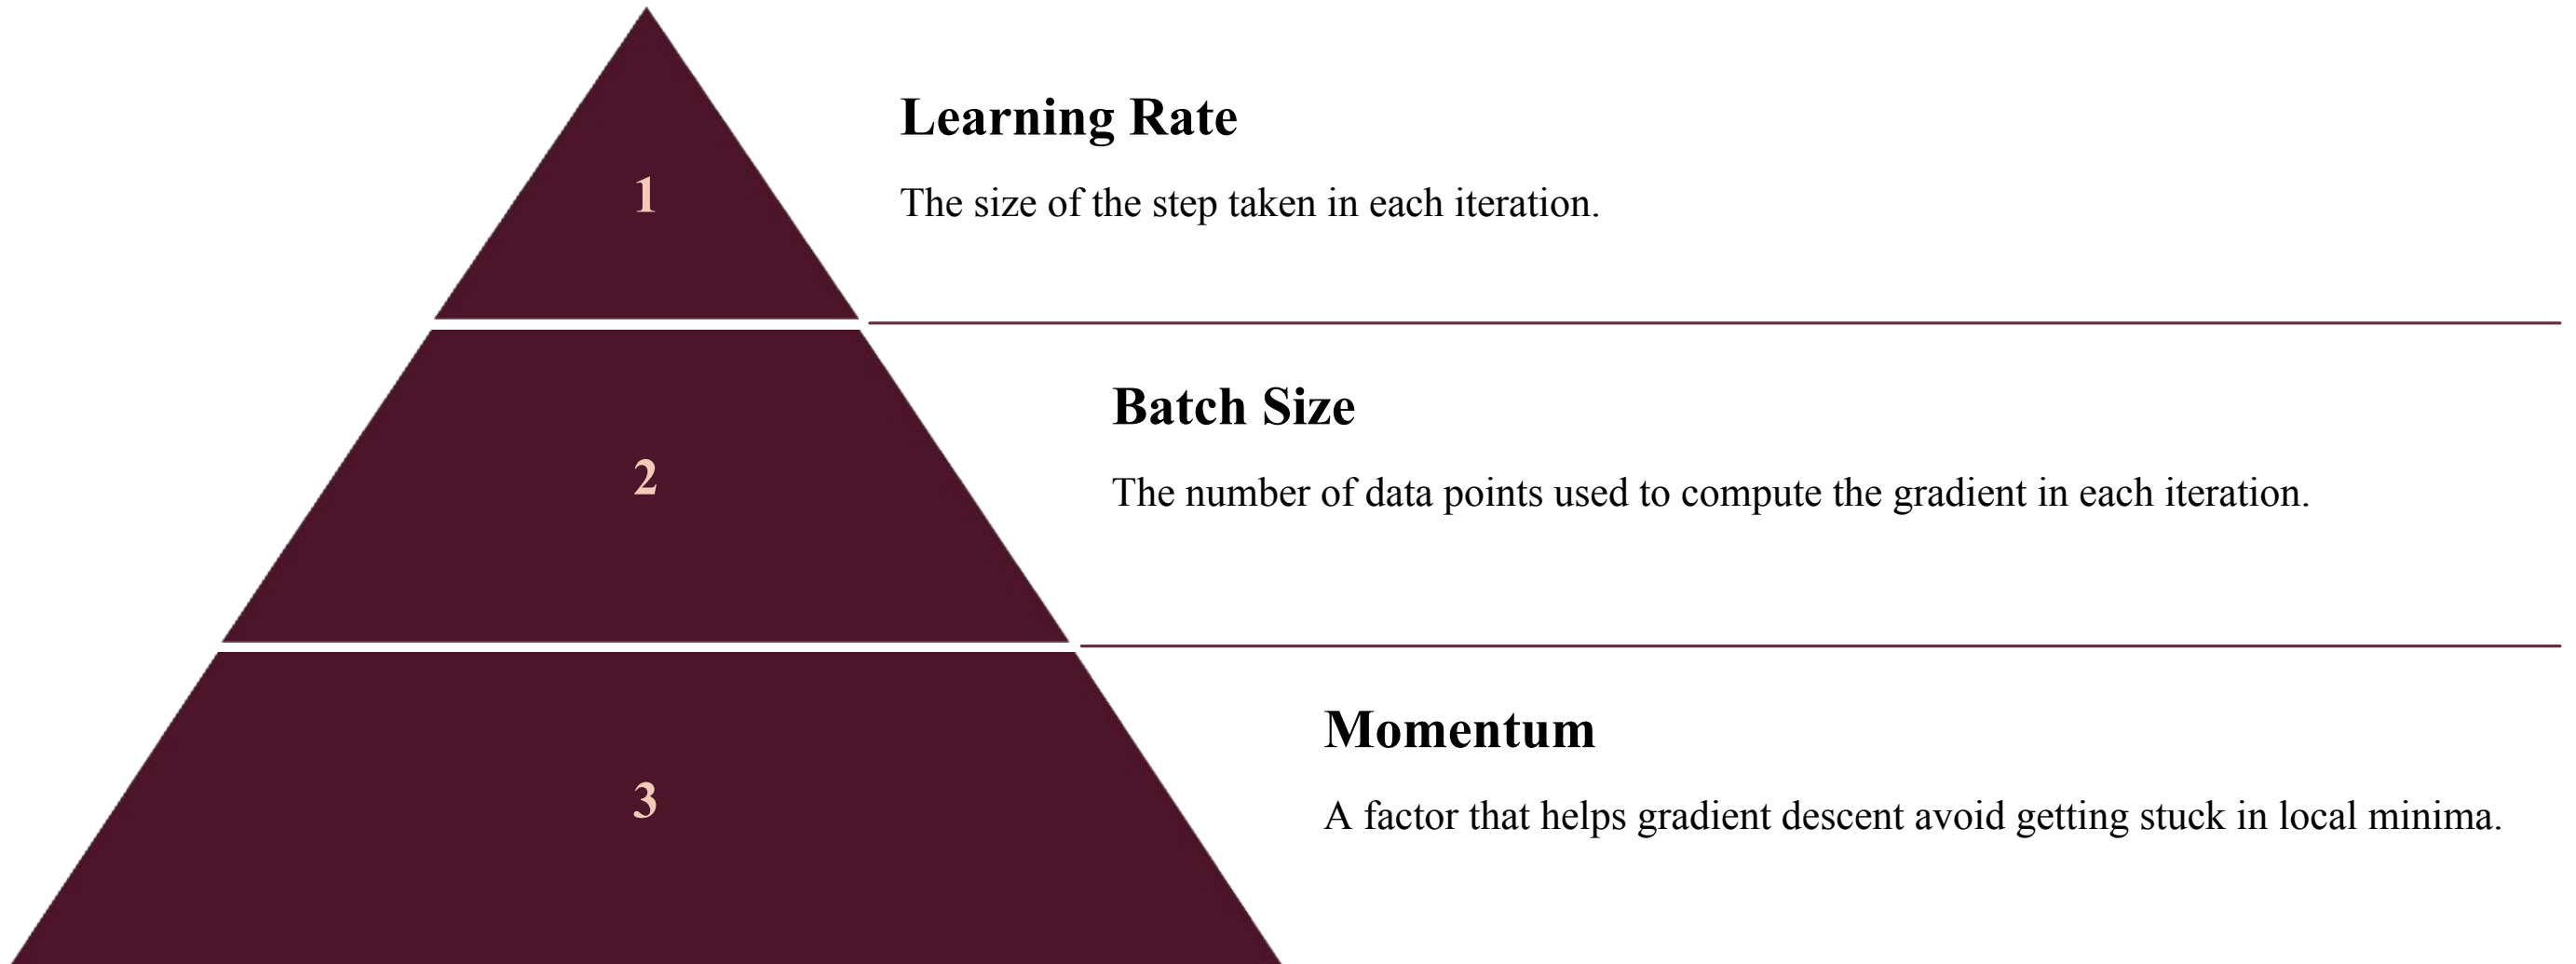 1
Learning Rate
The size of the step taken in each iteration.
2
Batch Size
The number of data points used to compute the gradient in each iteration.
3
Momentum
A factor that helps gradient descent avoid getting stuck in local minima.